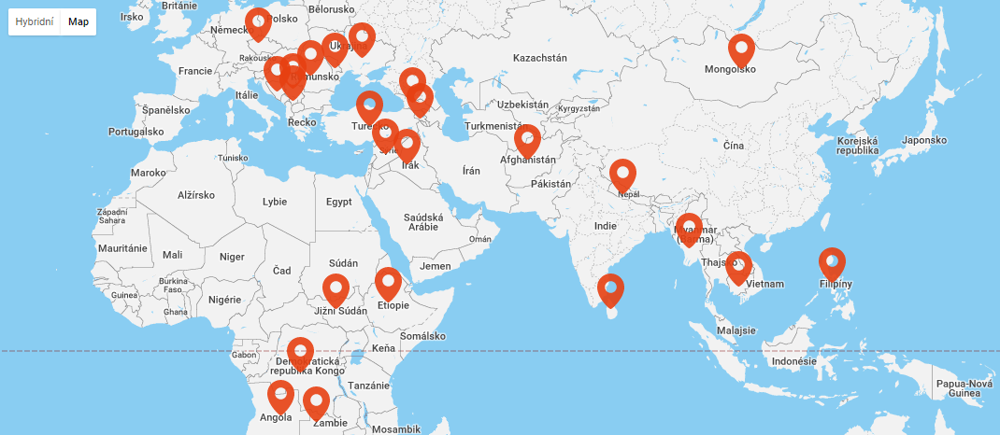 Hybridní
Map
Irsko
Británie
Polsko
Bělorusko
Německo
Rakousko
Ukrajina
Francie
Rumunsko
Itálie
Španělsko
Portugalsko
Řecko
Turecko
Kazachstán
Mongolsko
Uzbekistán
Kyrgyzstán
Turkmenistán
Čína
Korejská
republika
Japonsko
Tunisko
Maroko
Sýrie
Irák
Írán
Afghánistán
Pákistán
Nepál
Alžírsko
Lybie
Egypt
Západní
Sahara
Saúdská
Arábie
Omán
Indie
Myanmar
(Barma)
Mauritánie
Mali
Niger
Čad
Súdán
Jemen
Thajsko
Vietnam
Filipíny
Burkina
Faso
Guinea
Ghana
Nigérie
Jižní Súdán
Etiopie
Somálsko
Malajsie
Gabon
Demokratická
republika Kongo
Keňa
Indonésie
Tanzánie
Papua-Nová
Guinea
Angola
Zambie
Mosambik